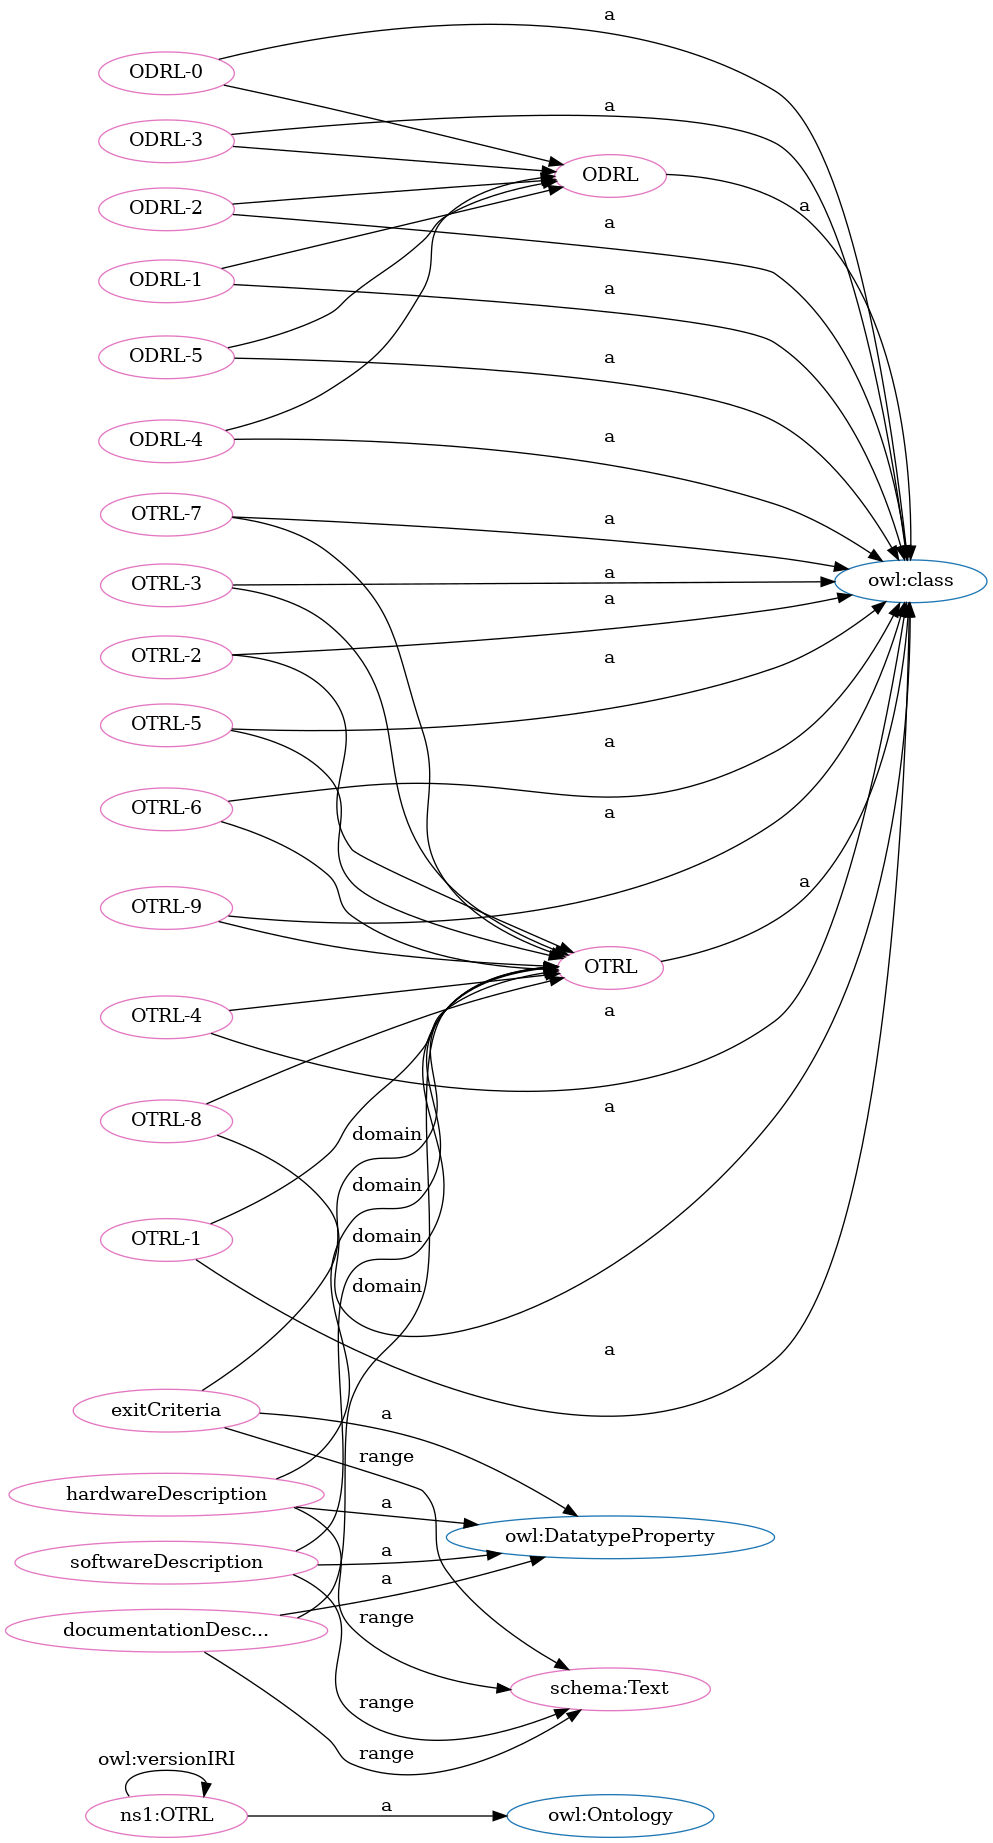 a
ODRL-0
a
ODRL-3
ODRL
a
ODRL-2
a
ODRL-1
a
ODRL-5
a
ODRL-4
a
OTRL-7
a
OTRL-3
a
owl:class
a
OTRL-2
a
OTRL-5
a
OTRL-6
a
OTRL-9
a
OTRL
OTRL-4
a
OTRL-8
a
domain
domain
OTRL-1
domain
domain
a
exitCriteria
a
range
hardwareDescription
a
owl:DatatypeProperty
softwareDescription
a
a
documentationDesc...
range
schema:Text
range
range
owl:versionIRI
ns1:OTRL
a
owl:Ontology